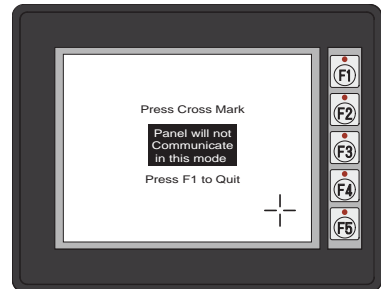 Press Cross Mark
Panel will not
Communicate
in this mode
Press F1 to Quit
F1
F2
F3
F4
F5